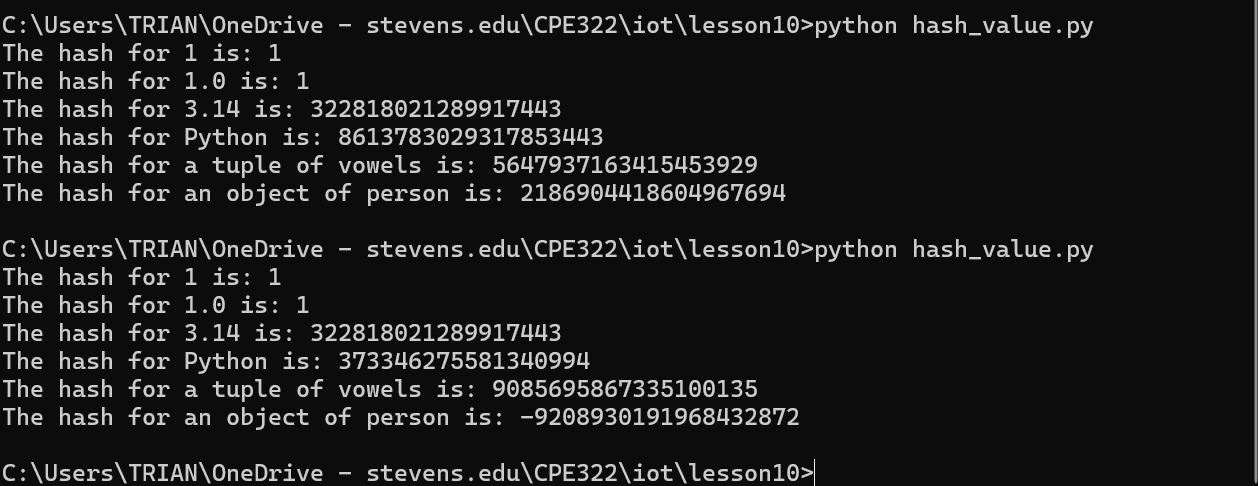 C:\Users\TRIAN\OneDrive - stevens.edu\CPE322\iot\lesson10>python hash_value.py
The hash for 1 is: 1
The hash for 1.0 is: 1
The hash for 3.14 is: 322818021289917443
The hash for Python is: 8613783029317853443
The hash for a tuple of vowels is: 5647937163415453929
The hash for an object of person is: 2186904418604967694
C:\Users\TRIAN\OneDrive - stevens.edu\CPE322\iot\lesson10>python hash_value.py
The hash for 1 is: 1
The hash for 1.0 is: 1
The hash for 3.14 is: 322818021289917443
The hash for Python is: 373346275581340994
The hash for a tuple of vowels is: 9085695867335100135
The hash for an object of person is: -9208930191968432872
C:\Users\TRIAN\OneDrive - stevens.edu\CPE322\iot\lesson10>